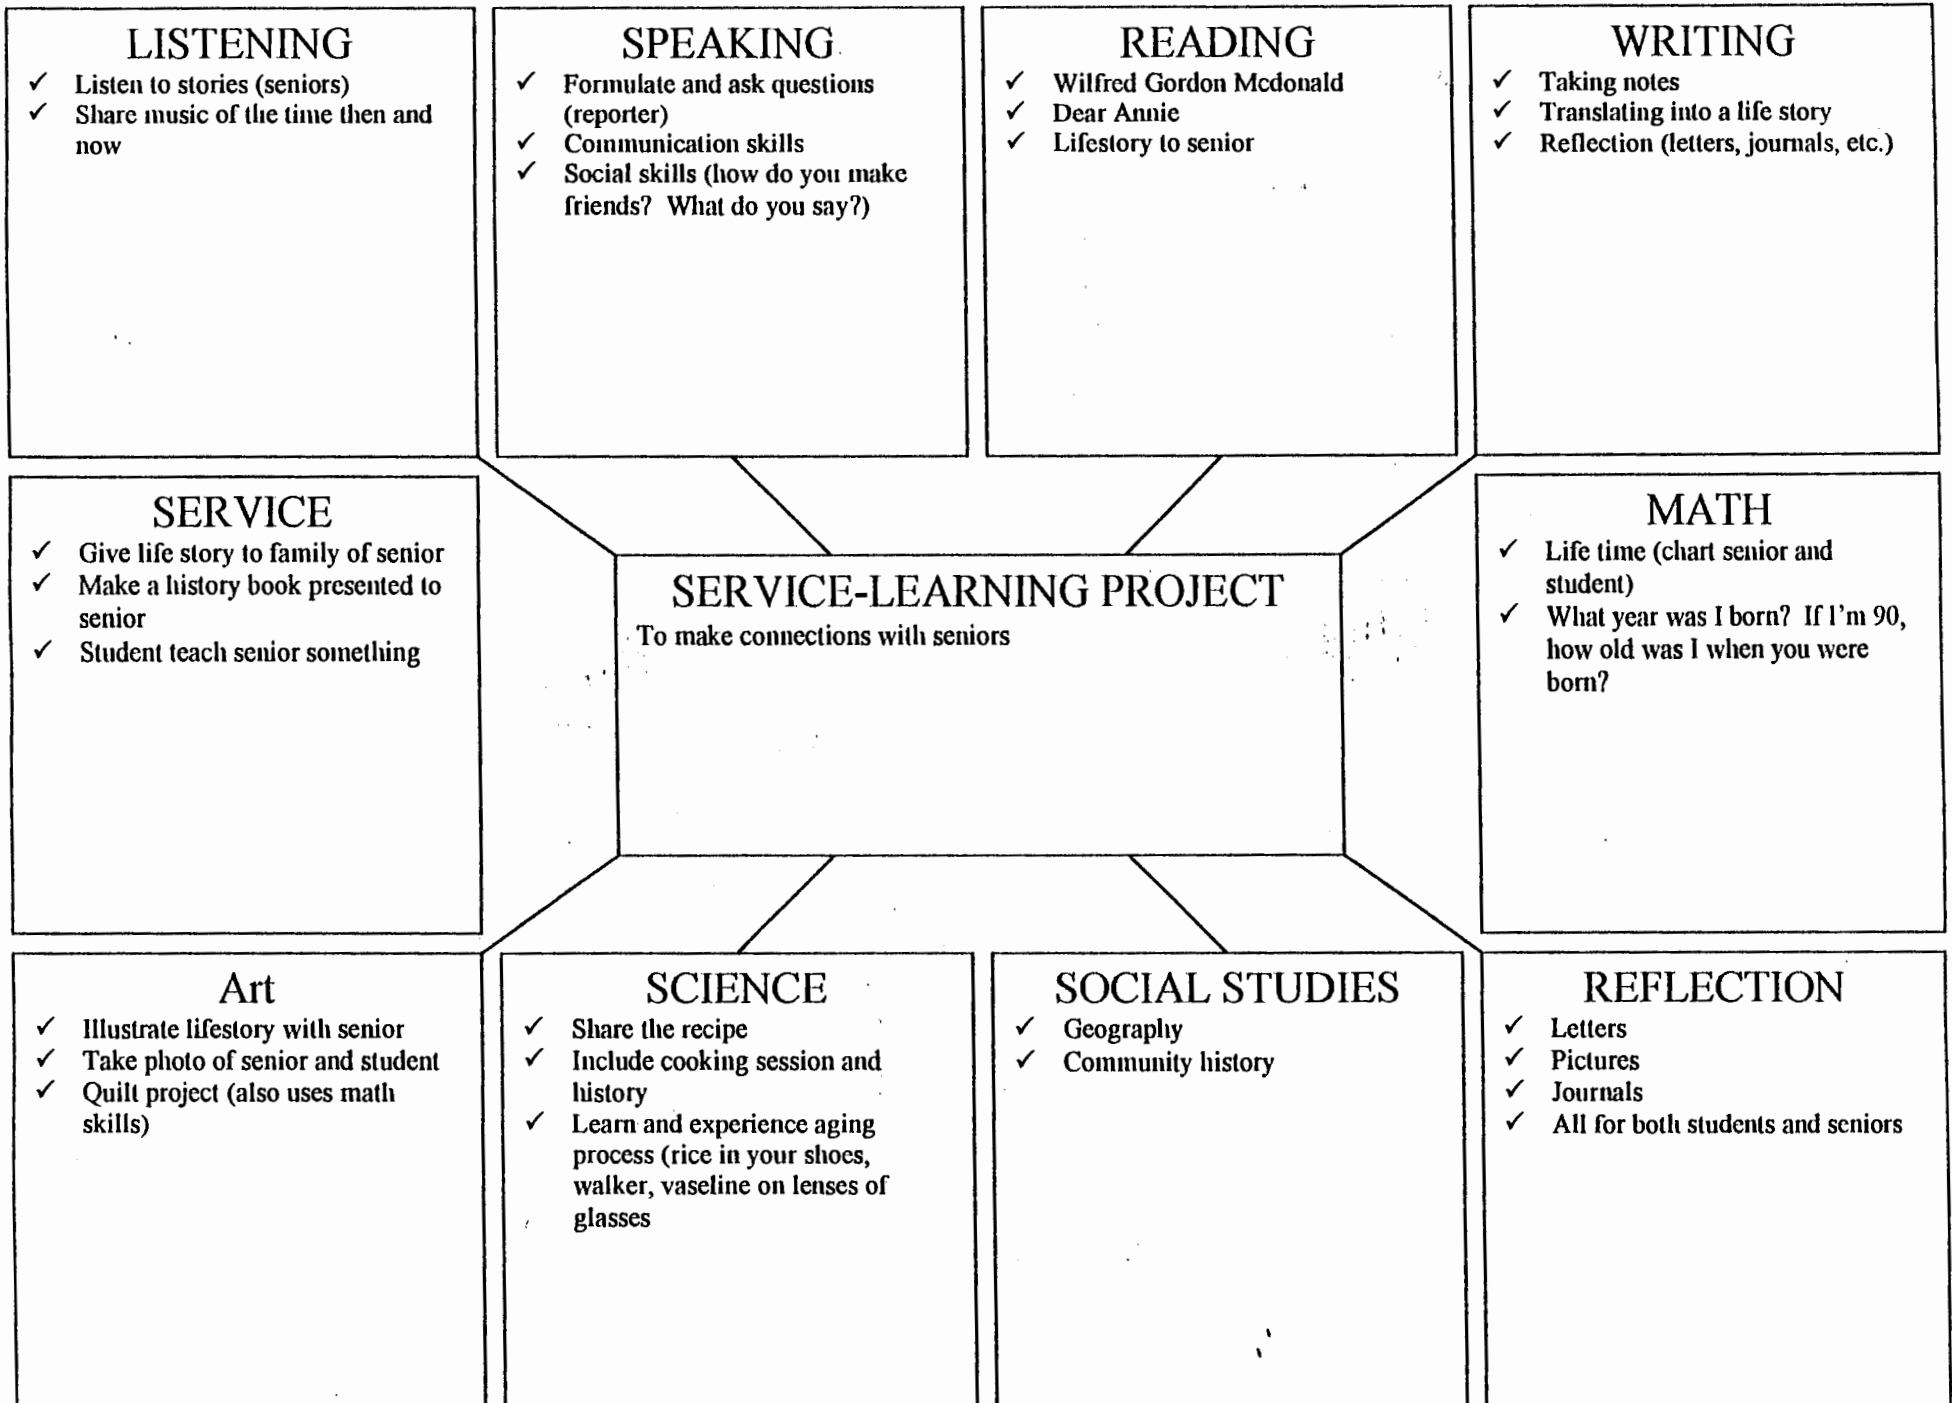 LISTENING
✓ Listen to stories (seniors)
✓ Share music of the time then and
now
SPEAKING
✓ Formulate and ask questions
(reporter)
✓ Communication skills
✓ Social skills (how do you make
friends? What do you say?)
READING
✓ Wilfred Gordon Mcdonald
✓ Dear Annie
✓ Lifestory to senior
WRITING
✓ Taking notes
✓ Translating into a life story
✓ Reflection (letters, journals, etc.)
SERVICE
✓ Give life story to family of senior
✓ Make a history book presented to
senior
✓ Student teach senior something
SERVICE-LEARNING PROJECT
To make connections with seniors
MATH
✓ Life time (chart senior and
student)
✓ What year was I born? If I'm 90,
how old was I when you were
born?
Art
✓ Illustrate lifestory with senior
✓ Take photo of senior and student
✓ Quilt project (also uses math
skills)
SCIENCE
✓ Share the recipe
✓ Include cooking session and
history
✓ Learn and experience aging
process (rice in your shoes,
walker, vaseline on lenses of
glasses
SOCIAL STUDIES
✓ Geography
✓ Community history
REFLECTION
✓ Letters
✓ Pictures
✓ Journals
✓ All for both students and seniors